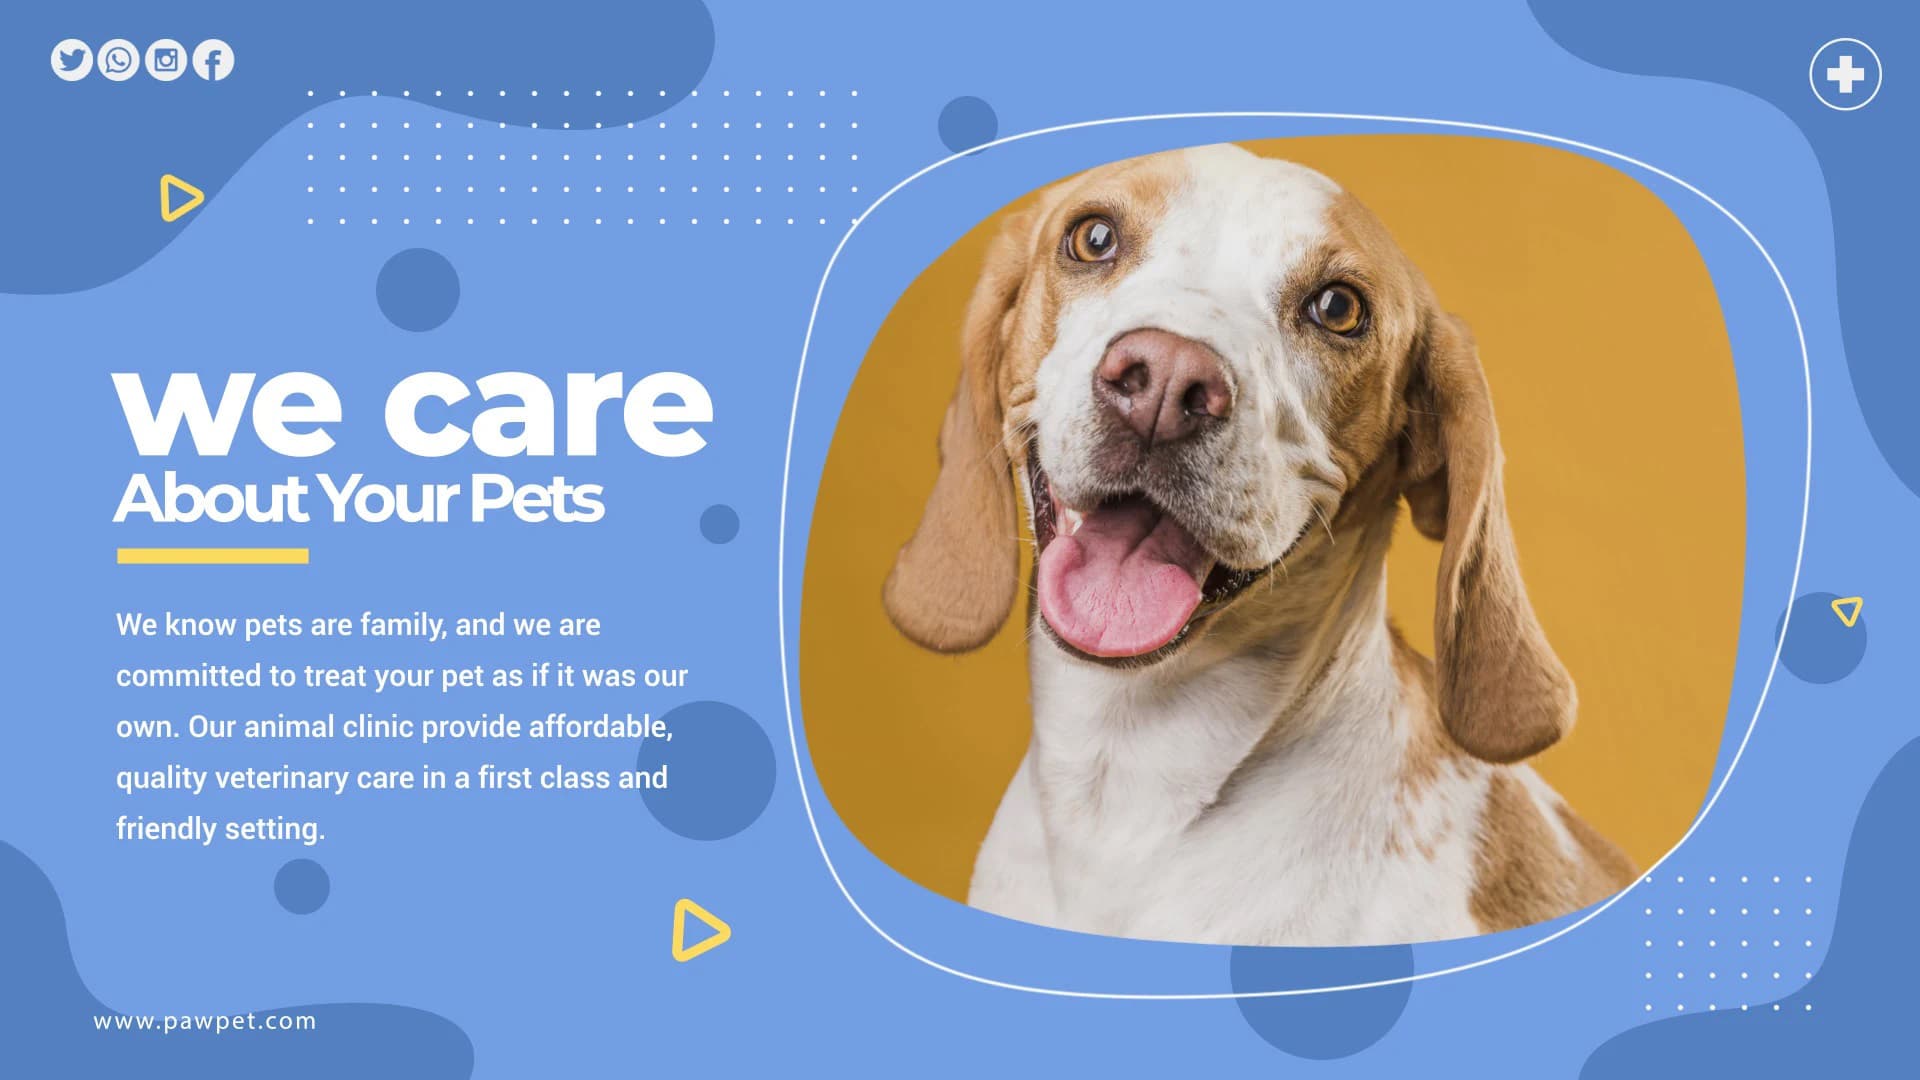 we care
About Your Pets
We know pets are family, and we are
committed to treat your pet as if it was our
own. Our animal clinic provide affordable,
quality veterinary care in a first class and
friendly setting.
www.pawpet.com